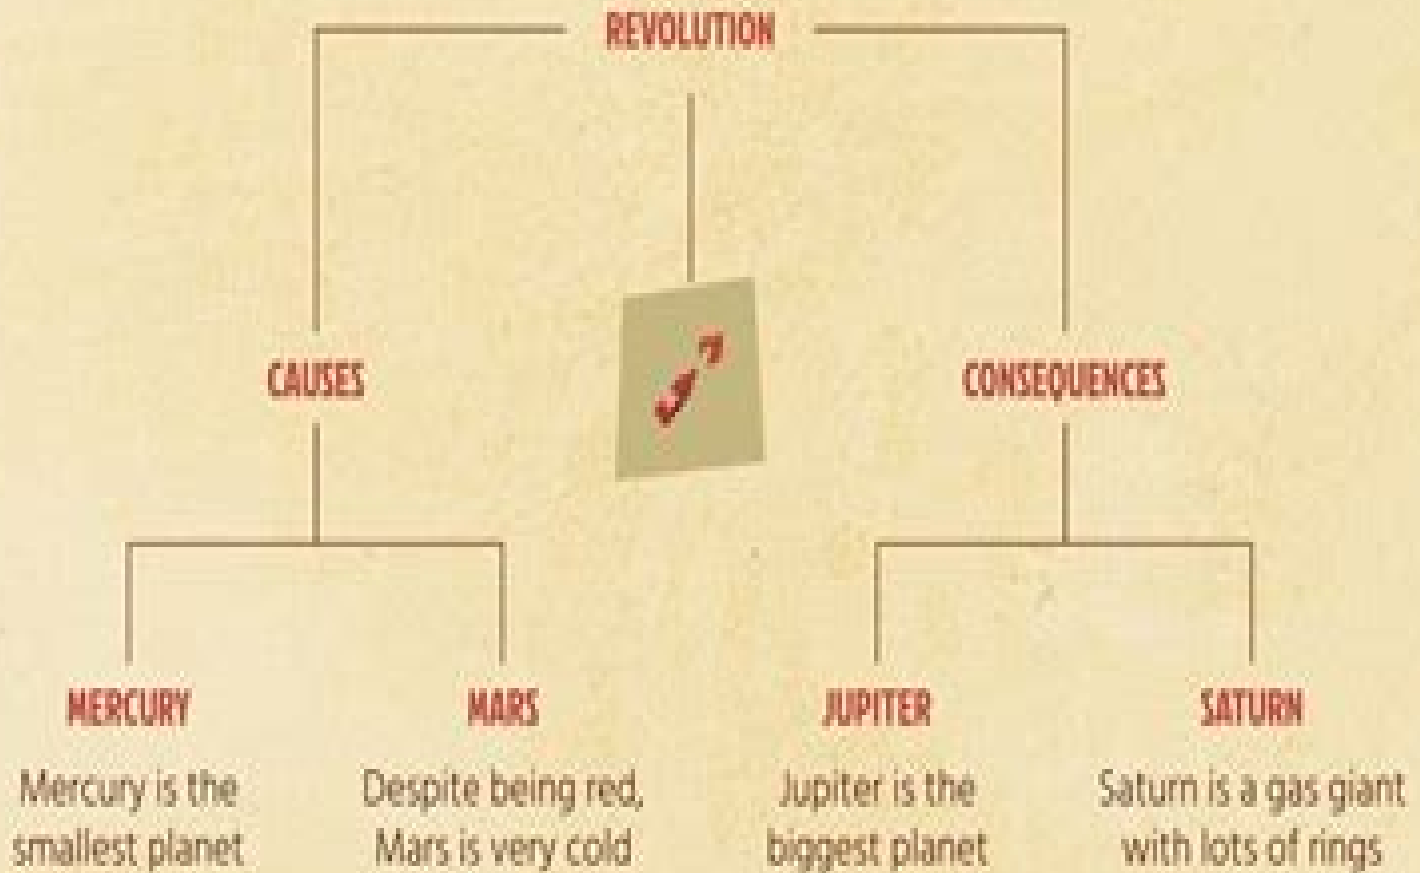 REVOLUTION
CAUSES
CONSEQUENCES
MERCURY
Mercury is the
smallest planet
MARS
Despite being red,
Mars is very cold
JUPITER
Jupiter is the
biggest planet
SATURN
Saturn is a gas giant
with lots of rings